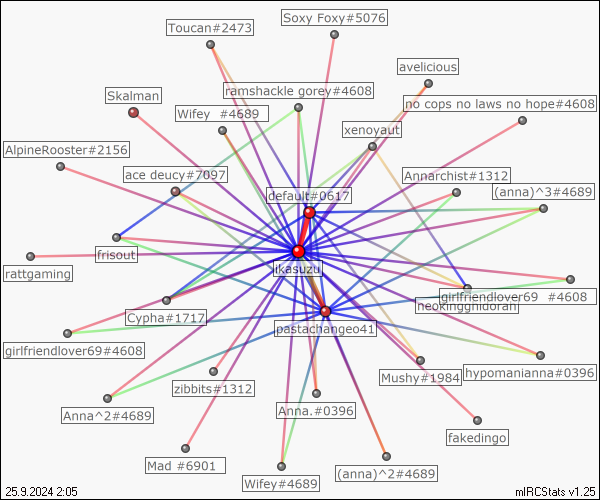 Soxy Foxy#5076
Toucan#2473
avelicious
ramshackle gorey#4608
Skalman
no cops no laws no hope#4608
Wifey #4689
xenoyaut
AlpineRooster#2156
ace deucy#7097
Annarchist#1312
(anna)^3#4689
default#0617
frisout
rattgaming
ikasuzu
girlfriendlover69 #4608
neokingghidorah
Cypha#1717
pastachangeo41
girlfriendlover69#4608
hypomanianna#0396
Mushy#1984
zibbits#1312
Anna^2#4689
Anna.#0396
fakedingo
Mad #6901
(anna)^2#4689
Wifey#4689
25.9.2024 2:05
mIRCStats v1.25